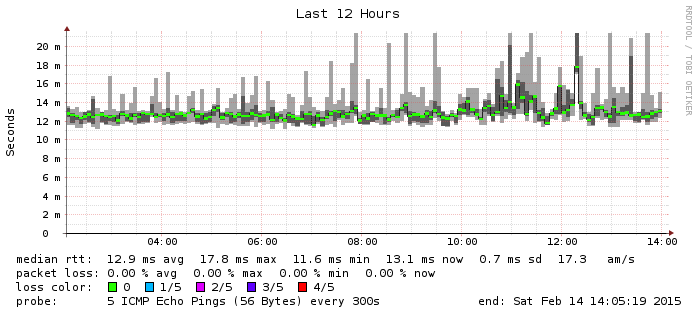 Last 12 Hours
RRDTOOL / TOBI OETIKER
Seconds
20 m
18 m
16 m
14 m
12 m
10 m
8 m
6 m
4 m
2 m
0
04:00 06:00 08:00 10:00 12:00 14:00
median rtt: 12.9 ms avg 17.8 ms max 11.6 ms min 13.1 ms now 0.7 ms sd 17.3 am/s
packet loss: 0.00 % avg 0.00 % max 0.00 % min 0.00 % now
loss color: 0 1/5 2/5 3/5 4/5
probe: 5 ICMP Echo Pings (56 Bytes) every 300s end: Sat Feb 14 14:05:19 2015